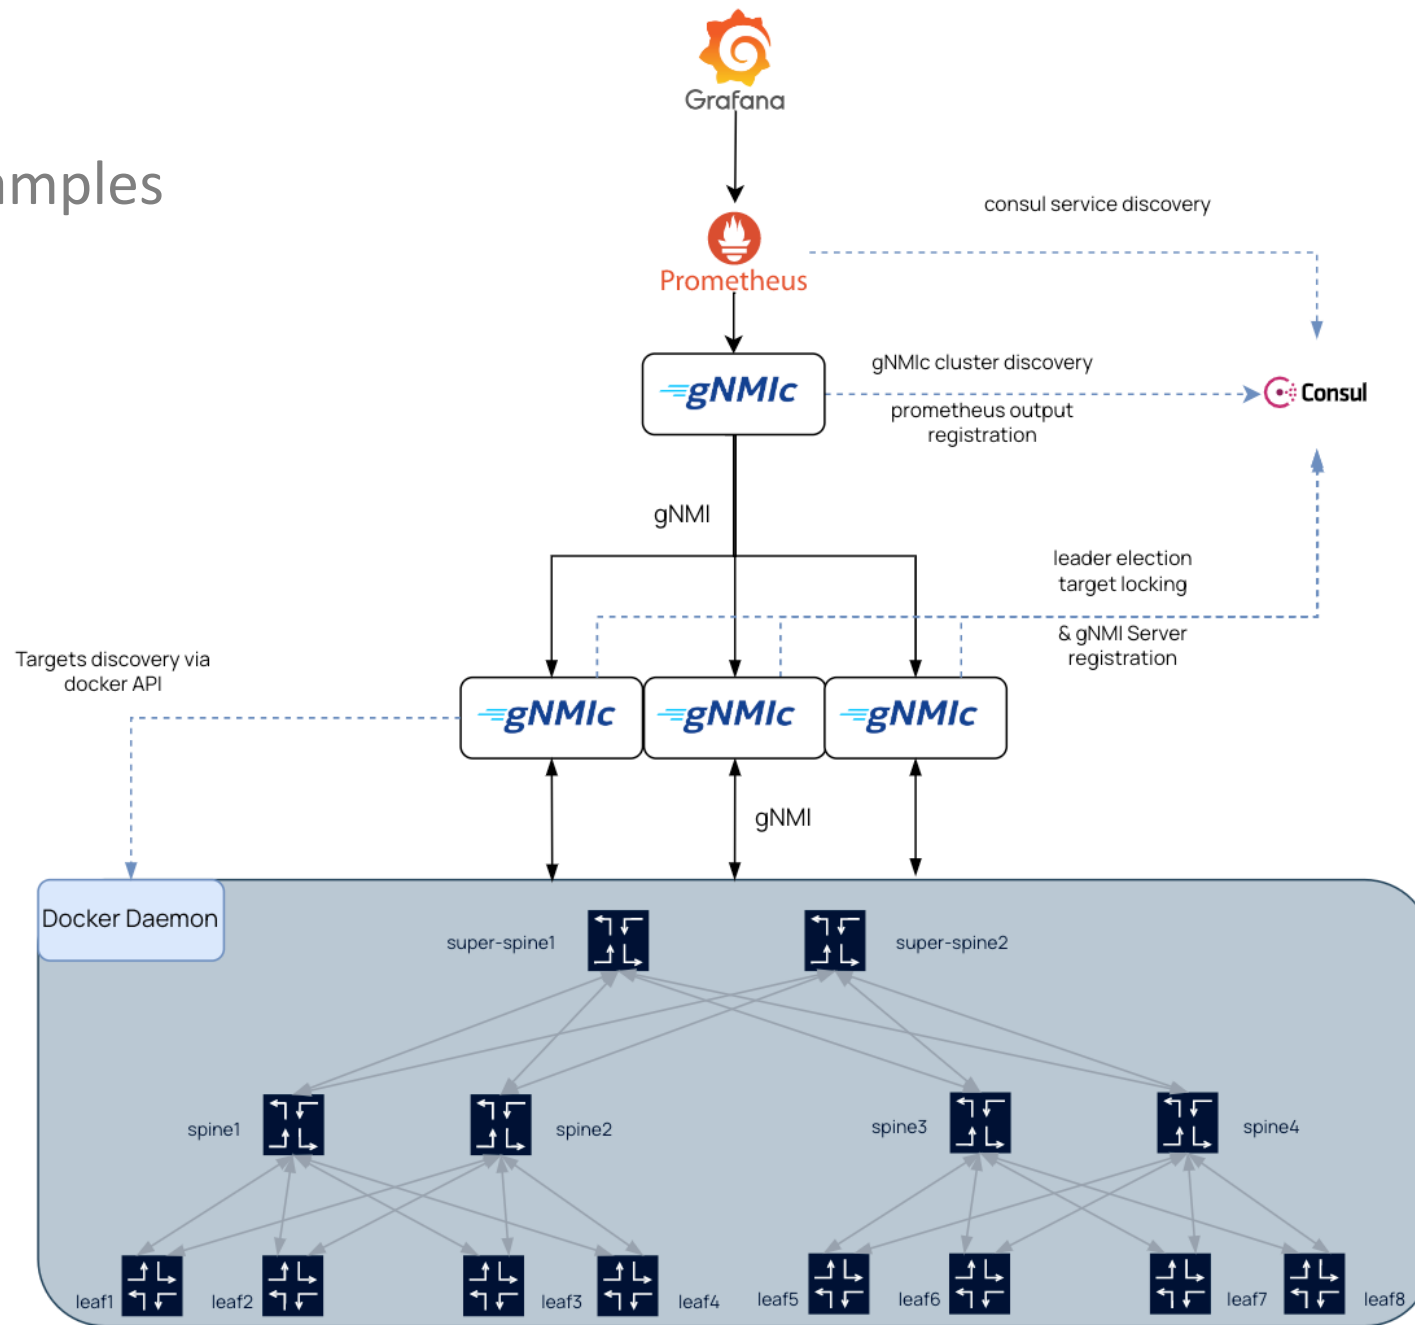 Grafana
amples
consul service discovery
Prometheus
gNMIc cluster discovery
gNMIc
Consul
prometheus output
registration
gNMI
leader election
target locking
& gNMI Server
registration
Targets discovery via
docker API
gNMIc
gNMIc
gNMIc
gNMI
Docker Daemon
super-spine1
super-spine2
spine1
spine2
spine3
spine4
leaf1
leaf2
leaf3
leaf4
leaf5
leaf6
leaf7
leaf8